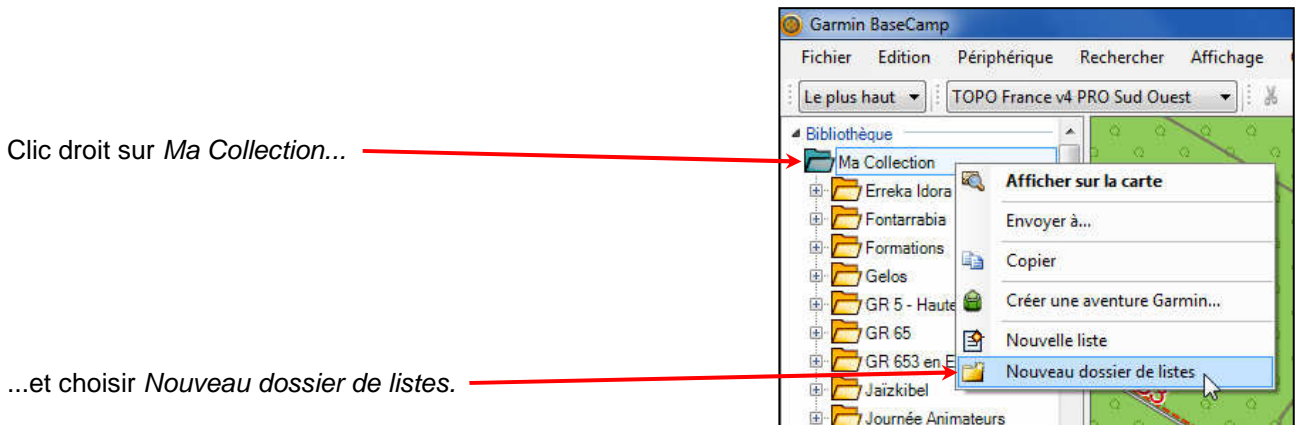 Garmin BaseCamp
Fichier Edition Périphérique Rechercher Affichage
Le plus haut TOPO France v4 PRO Sud Ouest
Bibliothèque
Clic droit sur Ma Collection...
Ma Collection
Erreka Idora
Fontarrabia
Formations
Gelos
GR 5 - Haute
GR 65
GR 653 en E
Jaïzkibel
Journée Animateurs
Afficher sur la carte
Envoyer à...
Copier
Créer une aventure Garmin...
Nouvelle liste
Nouveau dossier de listes
...et choisir Nouveau dossier de listes.